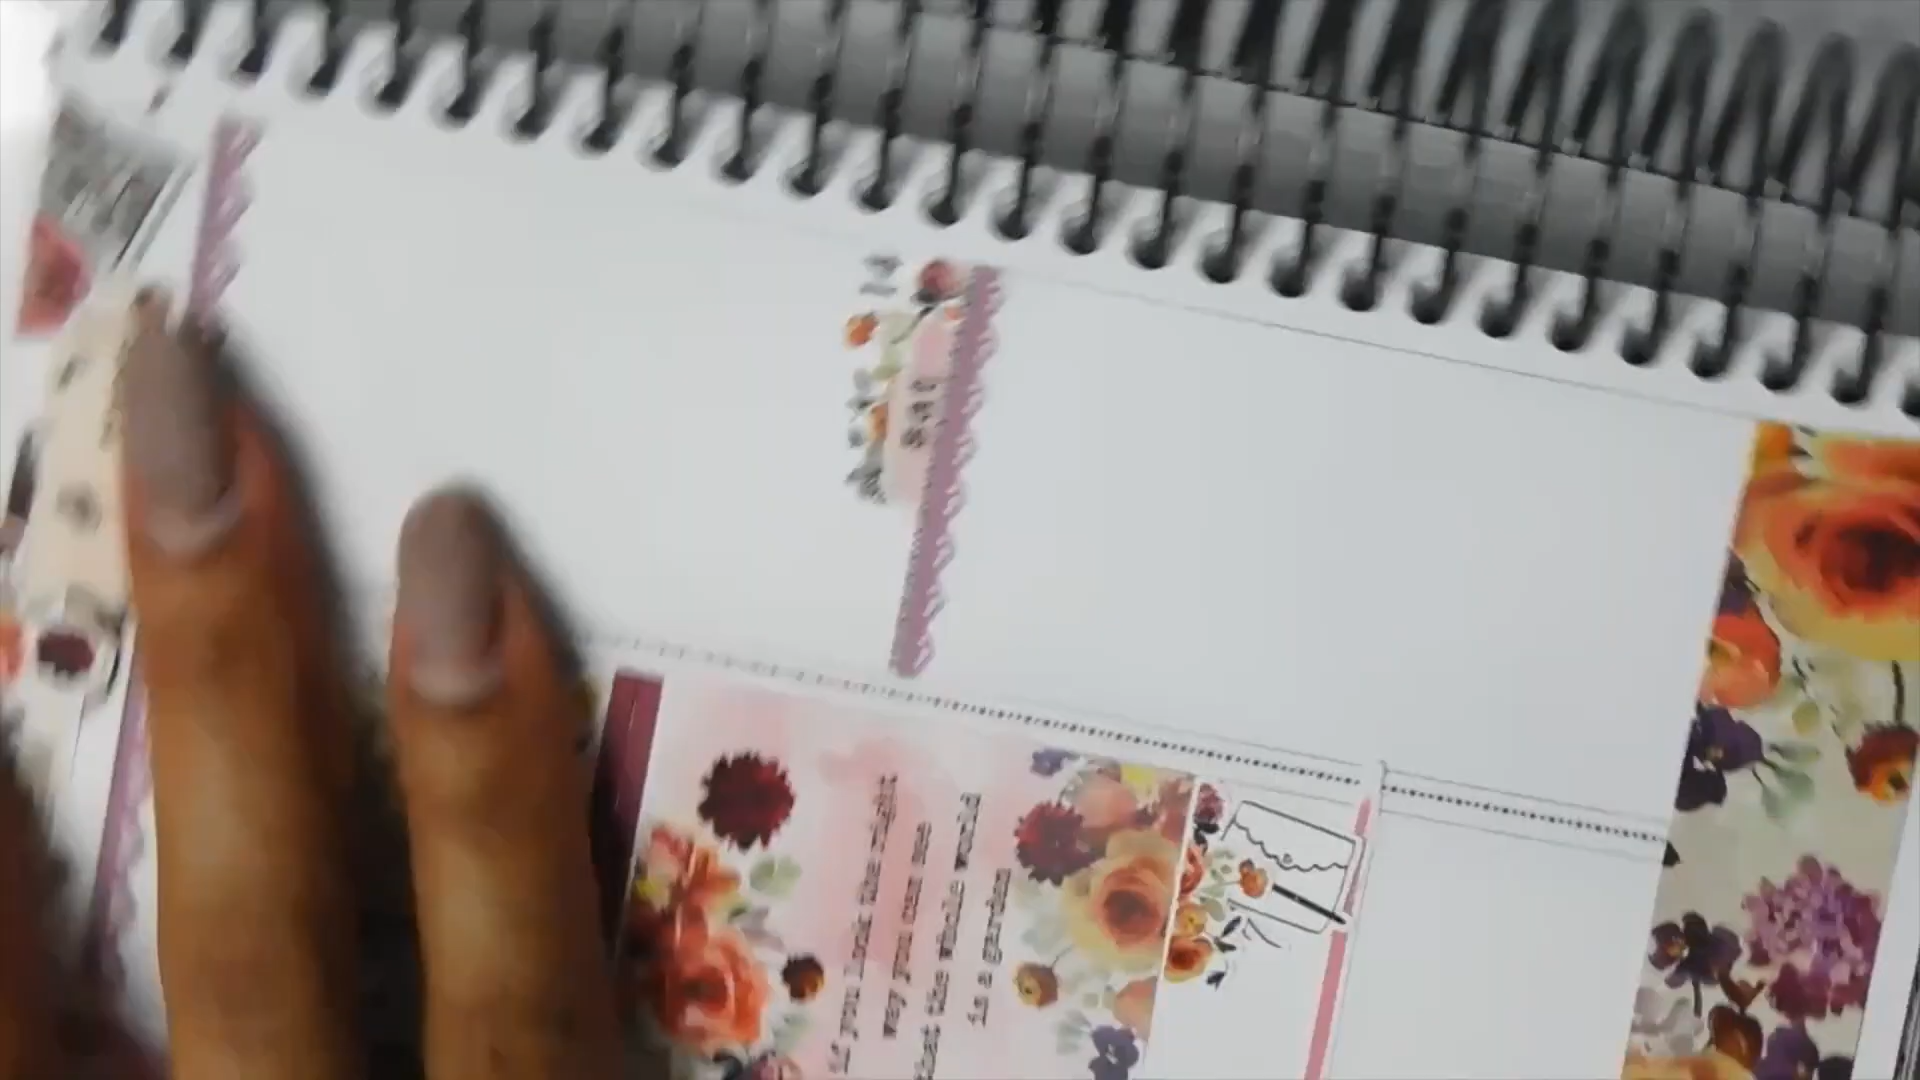 14
sat
if you look the right
way you can see
that the whole world
is a garden